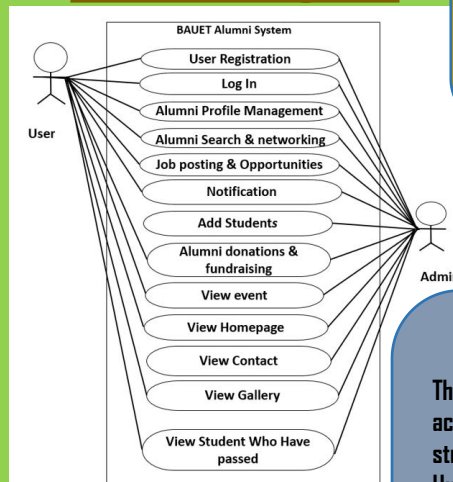 BAUET Alumni System
User Registration
Log In
Alumni Profile Management
Alumni Search & networking
Job posting & Opportunities
Notification
Add Students
Alumni donations &
fundraising
View event
View Homepage
View Contact
View Gallery
View Student Who Have
passed
User